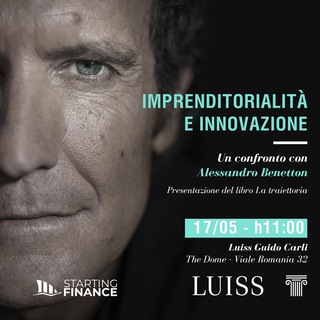 IMPRENDITORIALITÀ
E INNOVAZIONE
Un confronto con
Alessandro Benetton
Presentazione del libro La traiettoria
17/05 - h11:00
Luiss Guido Carli
The Dome · Viale Romania 32
STARTING
FINANCE
LUISS